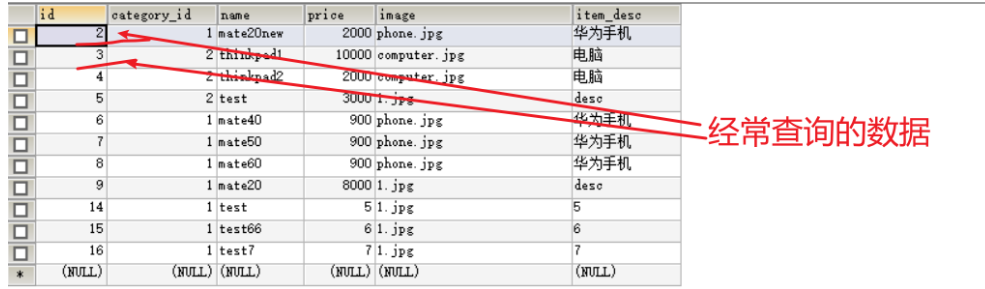 id category_id name price image item_desc
2 1 mate20new 2000 phone.jpg 华为手机
3 2 thinkpad1 10000 computer.jpg 电脑
4 2 thinkpad2 2000 computer.jpg 电脑
5 2 test 3000 1.jpg desc
6 1 mate40 900 phone.jpg 华为手机
经常查询的数据
7 1 mate50 900 phone.jpg 华为手机
8 1 mate60 900 phone.jpg 华为手机
9 1 mate20 8000 1.jpg desc
14 1 test 5 1.jpg 5
15 1 test66 6 1.jpg 6
16 1 test7 7 1.jpg 7
* (NULL) (NULL) (NULL) (NULL) (NULL) (NULL)